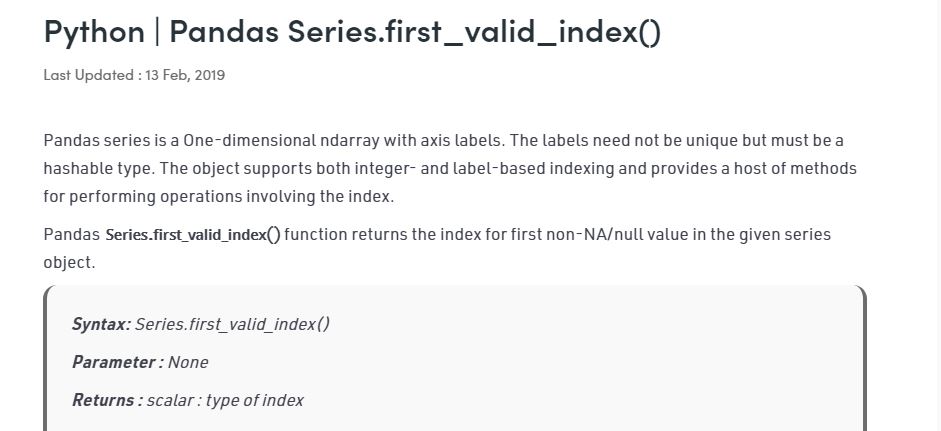 Python | Pandas Series.first_valid_index()
Last Updated : 13 Feb, 2019
Pandas series is a One-dimensional ndarray with axis labels. The labels need not be unique but must be a
hashable type. The object supports both integer- and label-based indexing and provides a host of methods
for performing operations involving the index.
Pandas Series.first_valid_index() function returns the index for first non-NA/null value in the given series
object.
Syntax: Series.first_valid_index()
Parameter : None
Returns : scalar : type of index